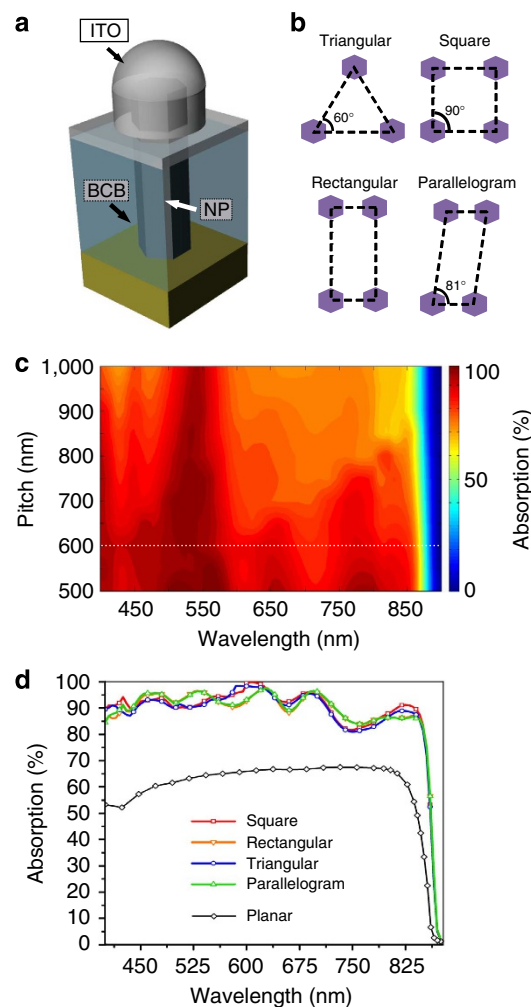 a
ITO
BCB
NP
b
Triangular
Square
60°
90°
Rectangular
Parallelogram
81°
c
1,000
900
800
700
600
500
Pitch (nm)
450
550
650
750
850
Wavelength (nm)
100
50
0
Absorption (%)
d
100
90
80
70
60
50
40
30
20
10
0
Absorption (%)
Square
Rectangular
Triangular
Parallelogram
Planar
450
525
600
675
750
825
Wavelength (nm)